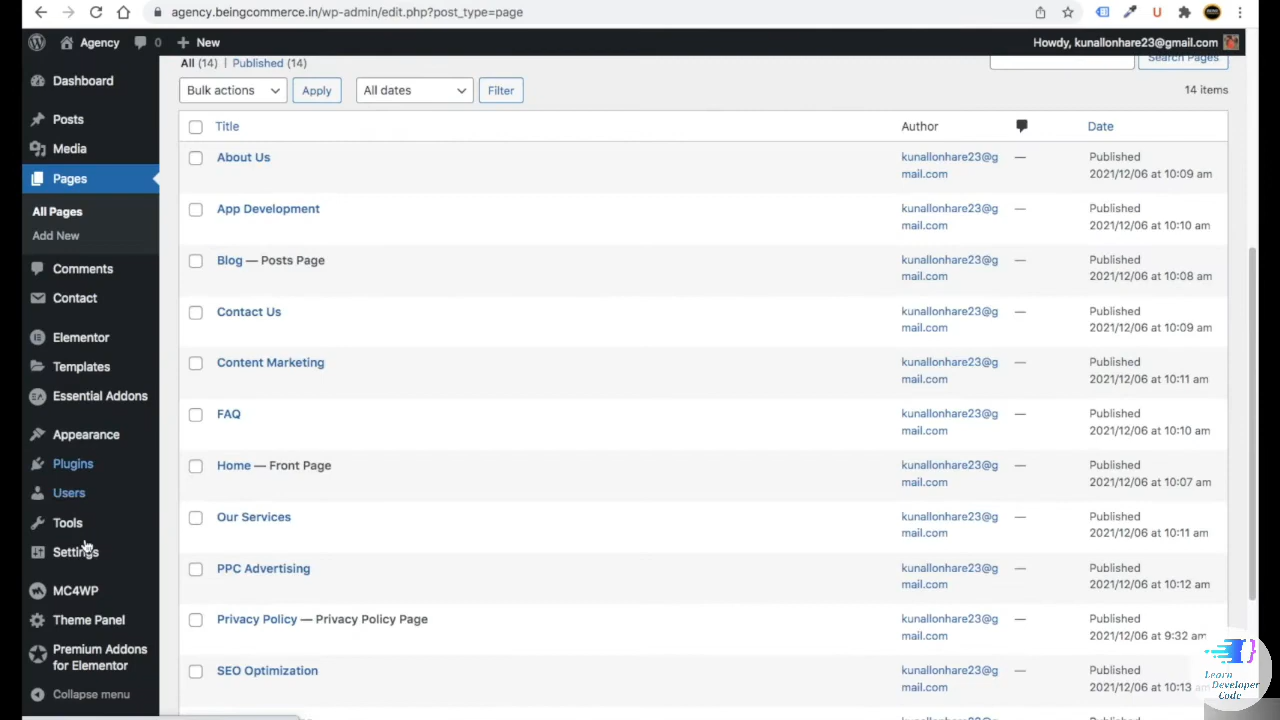 agency.beingcommerce.in/wp-admin/edit.php?post_type=page
Agency 0 New
Howdy, kunallonhare23@gmail.com
Dashboard
Posts
Media
Pages
All Pages
Add New
Comments
Contact
Elementor
Templates
Essential Addons
Appearance
Plugins
Users
Tools
Settings
MC4WP
Theme Panel
Premium Addons
for Elementor
Collapse menu
All (14) | Published (14)
Search Pages
Bulk actions Apply All dates Filter
14 items
Title Author Date
About Us kunallonhare23@g — Published
mail.com 2021/12/06 at 10:09 am
App Development kunallonhare23@g — Published
mail.com 2021/12/06 at 10:10 am
Blog — Posts Page kunallonhare23@g — Published
mail.com 2021/12/06 at 10:08 am
Contact Us kunallonhare23@g — Published
mail.com 2021/12/06 at 10:09 am
Content Marketing kunallonhare23@g — Published
mail.com 2021/12/06 at 10:11 am
FAQ kunallonhare23@g — Published
mail.com 2021/12/06 at 10:10 am
Home — Front Page kunallonhare23@g — Published
mail.com 2021/12/06 at 10:07 am
Our Services kunallonhare23@g — Published
mail.com 2021/12/06 at 10:11 am
PPC Advertising kunallonhare23@g — Published
mail.com 2021/12/06 at 10:12 am
Privacy Policy — Privacy Policy Page kunallonhare23@g — Published
mail.com 2021/12/06 at 9:32 am
SEO Optimization kunallonhare23@g — Published
mail.com 2021/12/06 at 10:13 am
Learn
Developer
Code